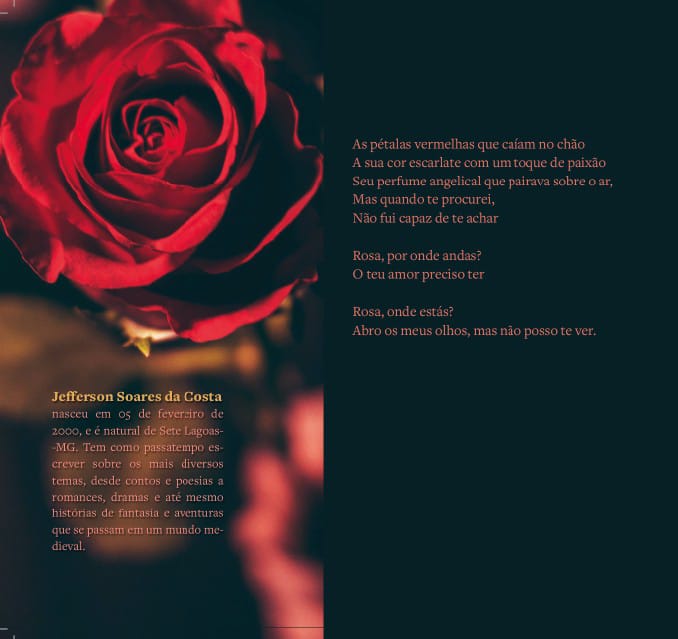 As pétalas vermelhas que caíam no chão
A sua cor escarlate com um toque de paixão
Seu perfume angelical que pairava sobre o ar,
Mas quando te procurei,
Não fui capaz de te achar
Rosa, por onde andas?
O teu amor preciso ter
Rosa, onde estás?
Abro os meus olhos, mas não posso te ver.
Jefferson Soares da Costa
nasceu em 05 de fevereiro de
2000, e é natural de Sete Lagoas-
-MG. Tem como passatempo es-
crever sobre os mais diversos
temas, desde contos e poesias a
romances, dramas e até mesmo
histórias de fantasia e aventuras
que se passam em um mundo me-
dieval.